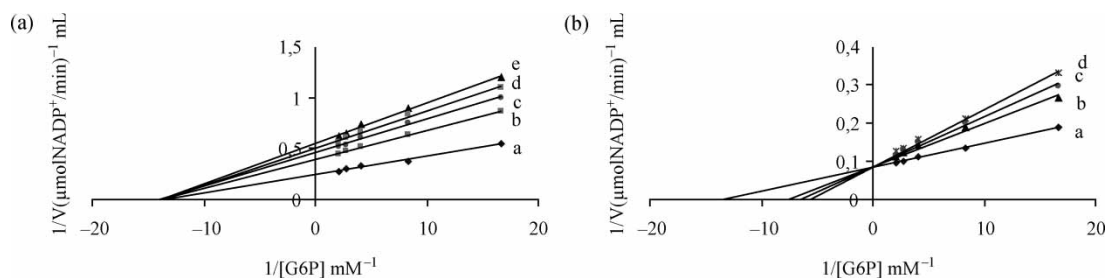 (a)
1/V(μmolNADP⁺/min)⁻¹ mL
1,5
1
0,5
0
e
d
c
b
a
−20
−10
0
10
20
1/[G6P] mM⁻¹
(b)
1/V(μmolNADP⁺/min)⁻¹ mL
0,4
0,3
0,2
0,1
0
d
c
b
a
−20
−10
0
10
20
1/[G6P] mM⁻¹